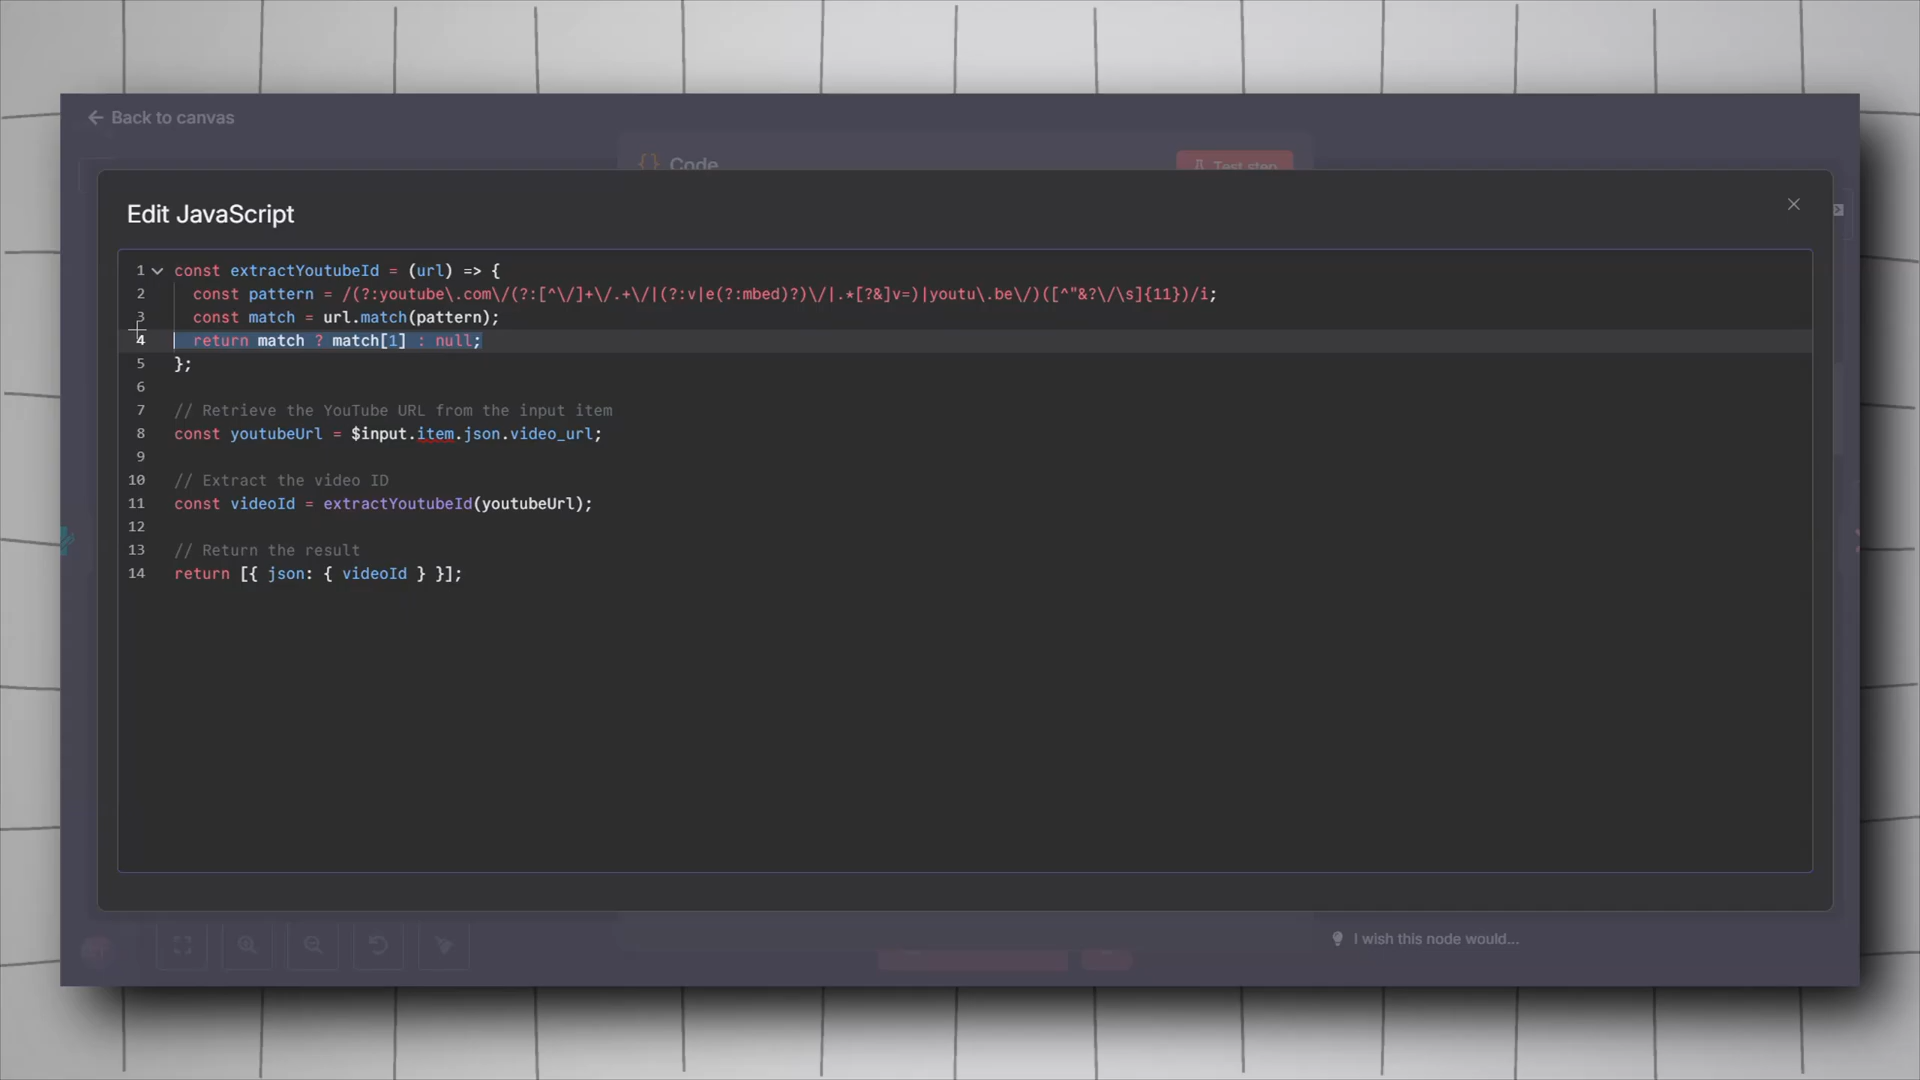 Back to canvas
Code
Test step
Edit JavaScript
1 const extractYoutubeId = (url) => {
2 const pattern = /(?:youtube\.com\/(?:[^\/]+\/.+\/|(?:v|e(?:mbed)?)\/|.*[?&]v=)|youtu\.be\/)([^"&?\/\s]{11})/i;
3 const match = url.match(pattern);
4 return match ? match[1] : null;
5 };
6
7 // Retrieve the YouTube URL from the input item
8 const youtubeUrl = $input.item.json.video_url;
9
10 // Extract the video ID
11 const videoId = extractYoutubeId(youtubeUrl);
12
13 // Return the result
14 return [{ json: { videoId } }];
I wish this node would...